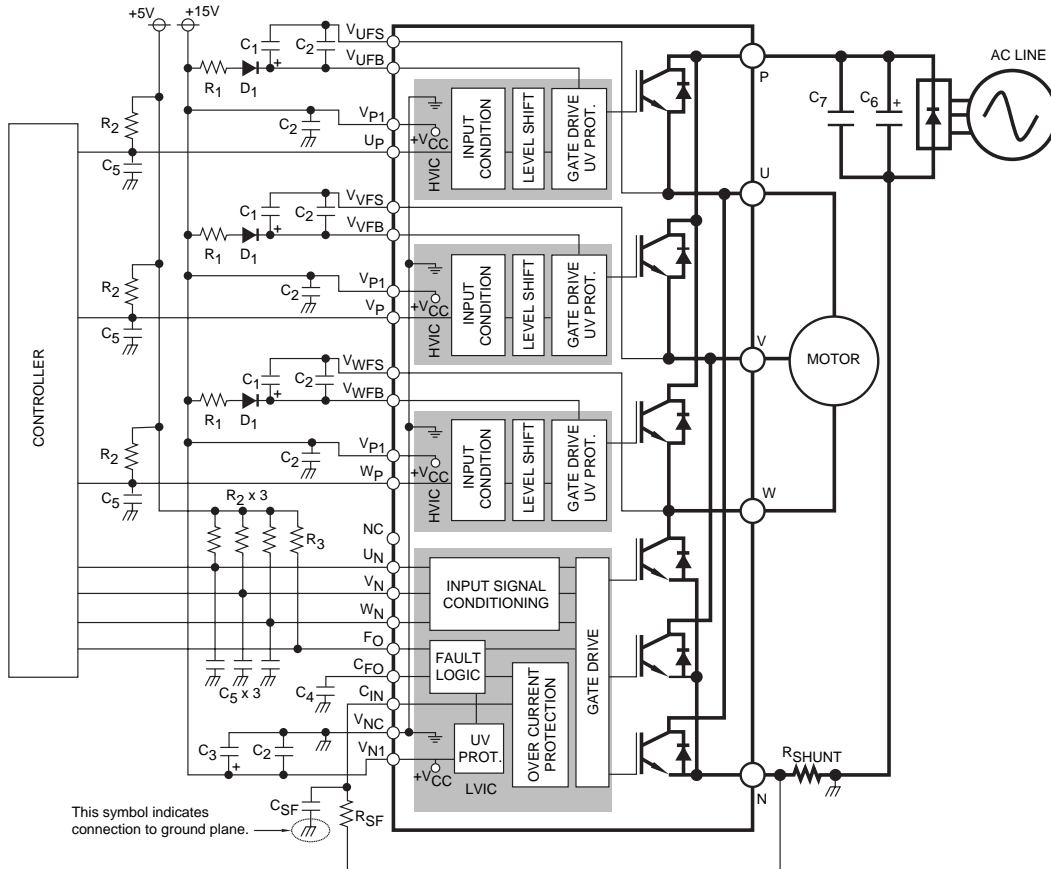 +5V
+15V
C1
C2
VUFS
VUFB
R1
D1
VP1
C2
R2
UP
C5
+VCC
HVIC
INPUT CONDITION
LEVEL SHIFT
GATE DRIVE UV PROT.
P
C7
C6
+
AC LINE
U
C1
C2
VVFS
VVFB
+
R1
D1
VP1
C2
R2
VP
C5
+VCC
HVIC
INPUT CONDITION
LEVEL SHIFT
GATE DRIVE UV PROT.
V
MOTOR
CONTROLLER
C1
C2
VWFS
VWFB
+
R1
D1
VP1
C2
R2
WP
C5
+VCC
HVIC
INPUT CONDITION
LEVEL SHIFT
GATE DRIVE UV PROT.
W
R2 x 3
R3
NC
UN
VN
WN
FO
CFO
CIN
VNC
VN1
INPUT SIGNAL
CONDITIONING
FAULT
LOGIC
GATE DRIVE
OVER CURRENT PROTECTION
UV
PROT.
+VCC
LVIC
C5 x 3
C4
C3
C2
+
RSHUNT
N
CSF
RSF
This symbol indicates
connection to ground plane.